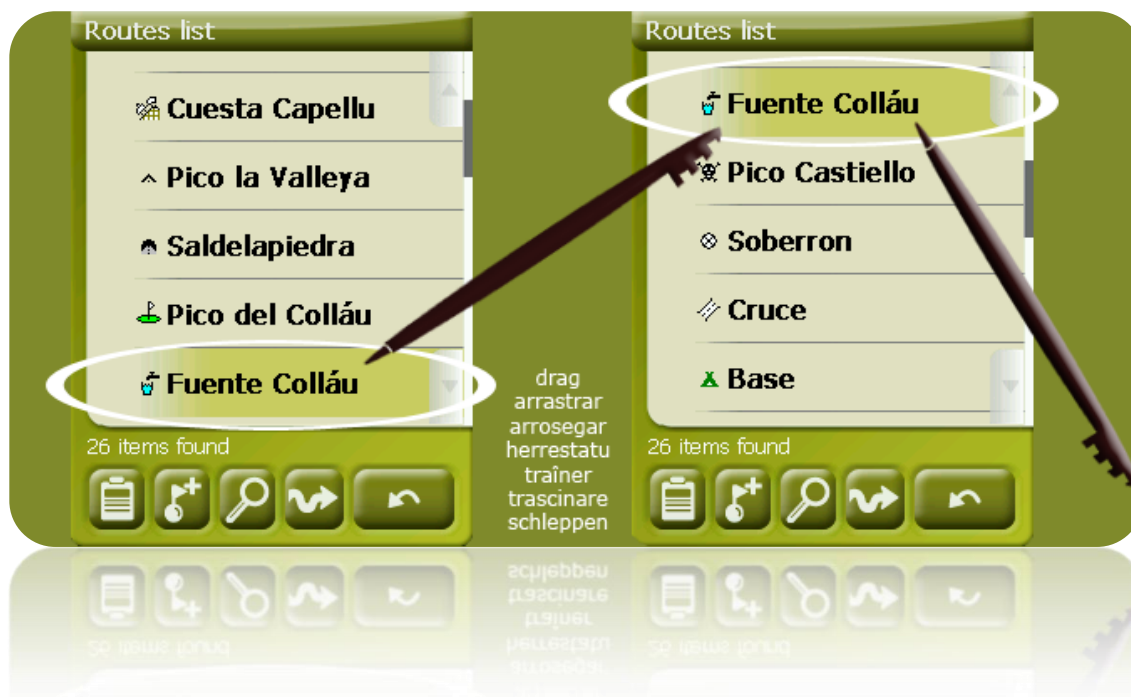 Routes list
Cuesta Capellu
Pico la Valleya
Saldelapiedra
Pico del Colláu
Fuente Colláu
26 items found
drag
arrastrar
arrosegar
herrestatu
traîner
trascinare
schleppen
Routes list
Fuente Colláu
Pico Castiello
Soberron
Cruce
Base
26 items found